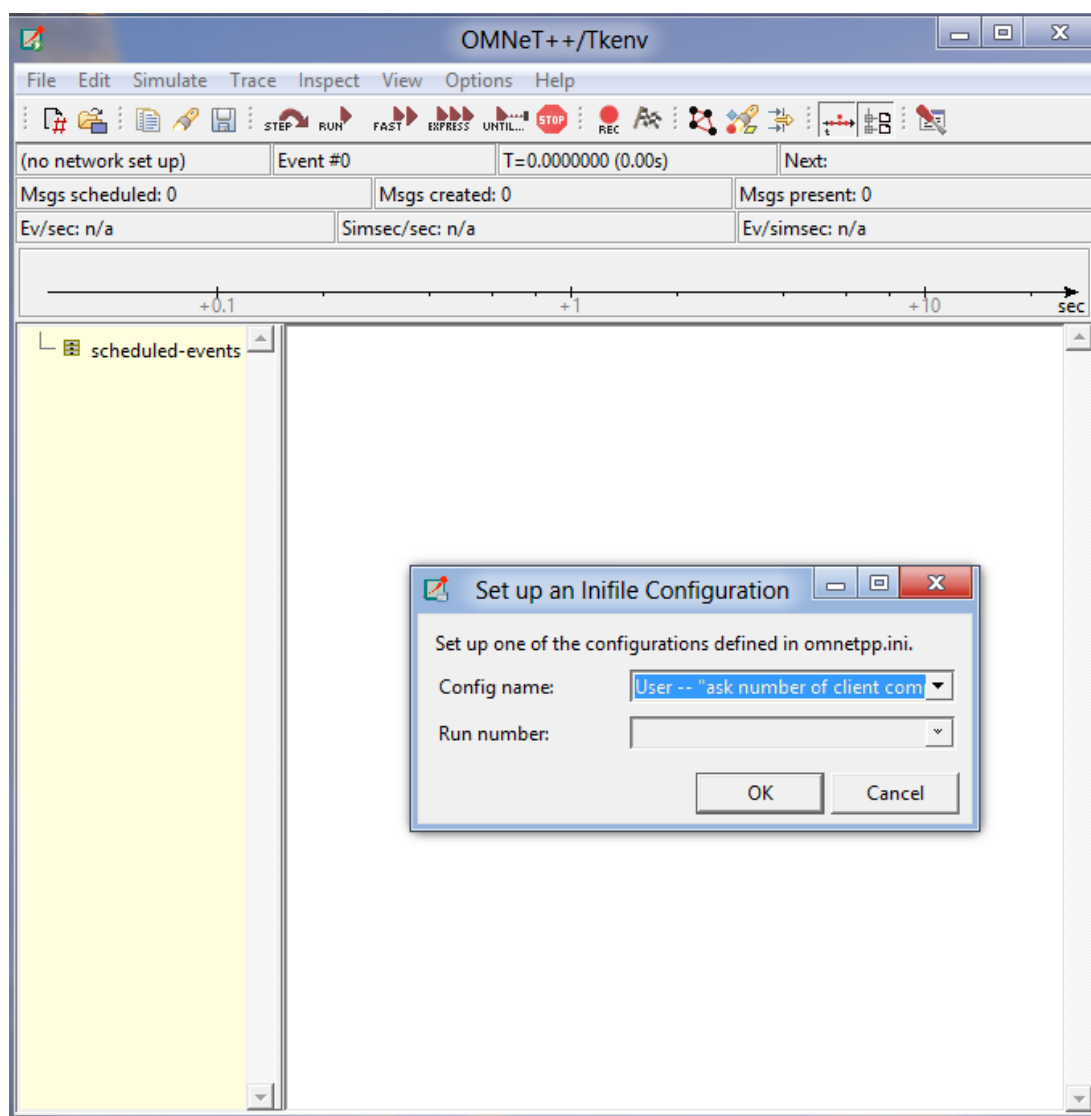 OMNeT++/Tkenv
File Edit Simulate Trace Inspect View Options Help
STEP RUN FAST EXPRESS UNTIL... STOP REC
(no network set up) Event #0 T=0.0000000 (0.00s) Next:
Msgs scheduled: 0 Msgs created: 0 Msgs present: 0
Ev/sec: n/a Simsec/sec: n/a Ev/simsec: n/a
+0.1 +1 +10 sec
scheduled-events
Set up an Inifile Configuration
Set up one of the configurations defined in omnetpp.ini.
Config name: User -- "ask number of client com
Run number:
OK Cancel